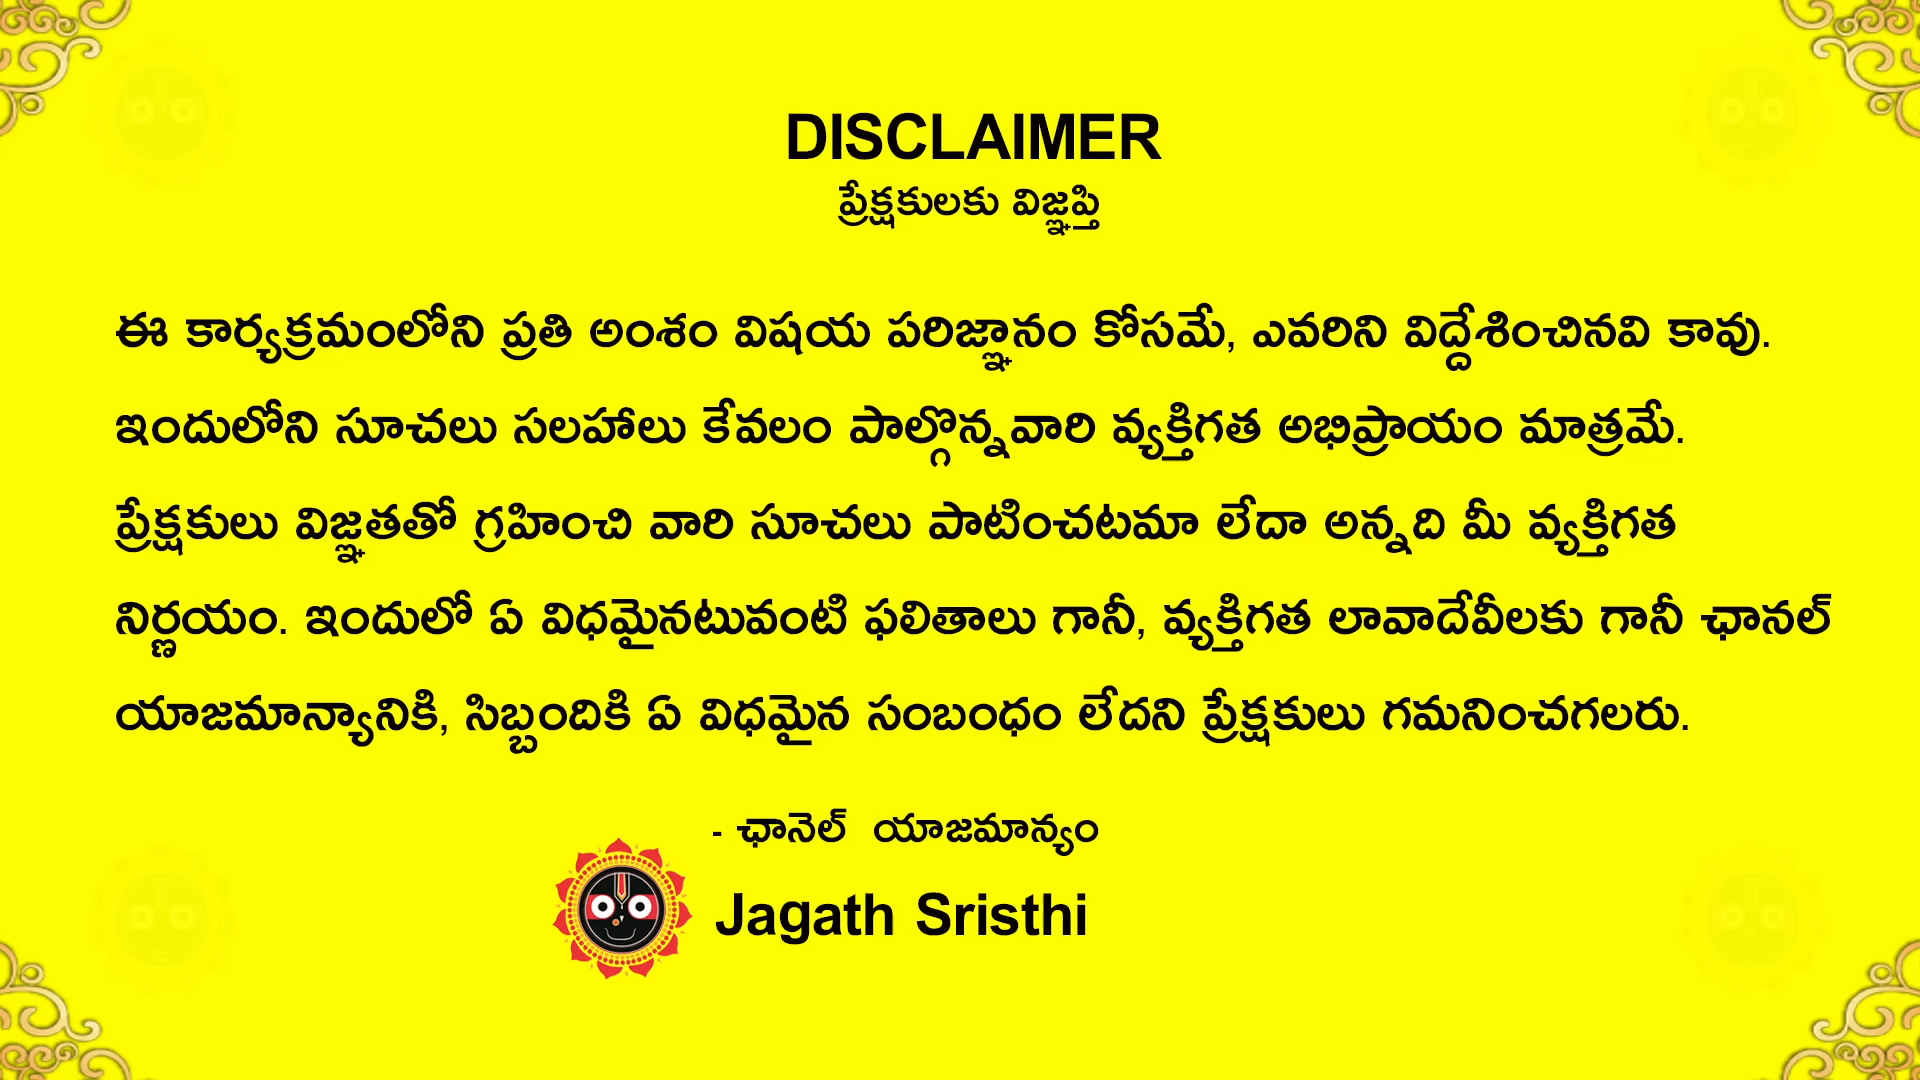 DISCLAIMER
ప్రేక్షకులకు విజ్ఞప్తి
ఈ కార్యక్రమంలోని ప్రతి అంశం విషయ పరిజ్ఞానం కోసమే, ఎవరిని విద్దేశించినవి కావు.
ఇందులోని సూచలు సలహాలు కేవలం పాల్గొన్నవారి వ్యక్తిగత అభిప్రాయం మాత్రమే.
ప్రేక్షకులు విజ్ఞతతో గ్రహించి వారి సూచలు పాటించటమా లేదా అన్నది మీ వ్యక్తిగత
నిర్ణయం. ఇందులో ఏ విధమైనటువంటి ఫలితాలు గానీ, వ్యక్తిగత లావాదేవీలకు గానీ ఛానల్
యాజమాన్యానికి, సిబ్బందికి ఏ విధమైన సంబంధం లేదని ప్రేక్షకులు గమనించగలరు.
- ఛానెల్ యాజమాన్యం
Jagath Sristhi